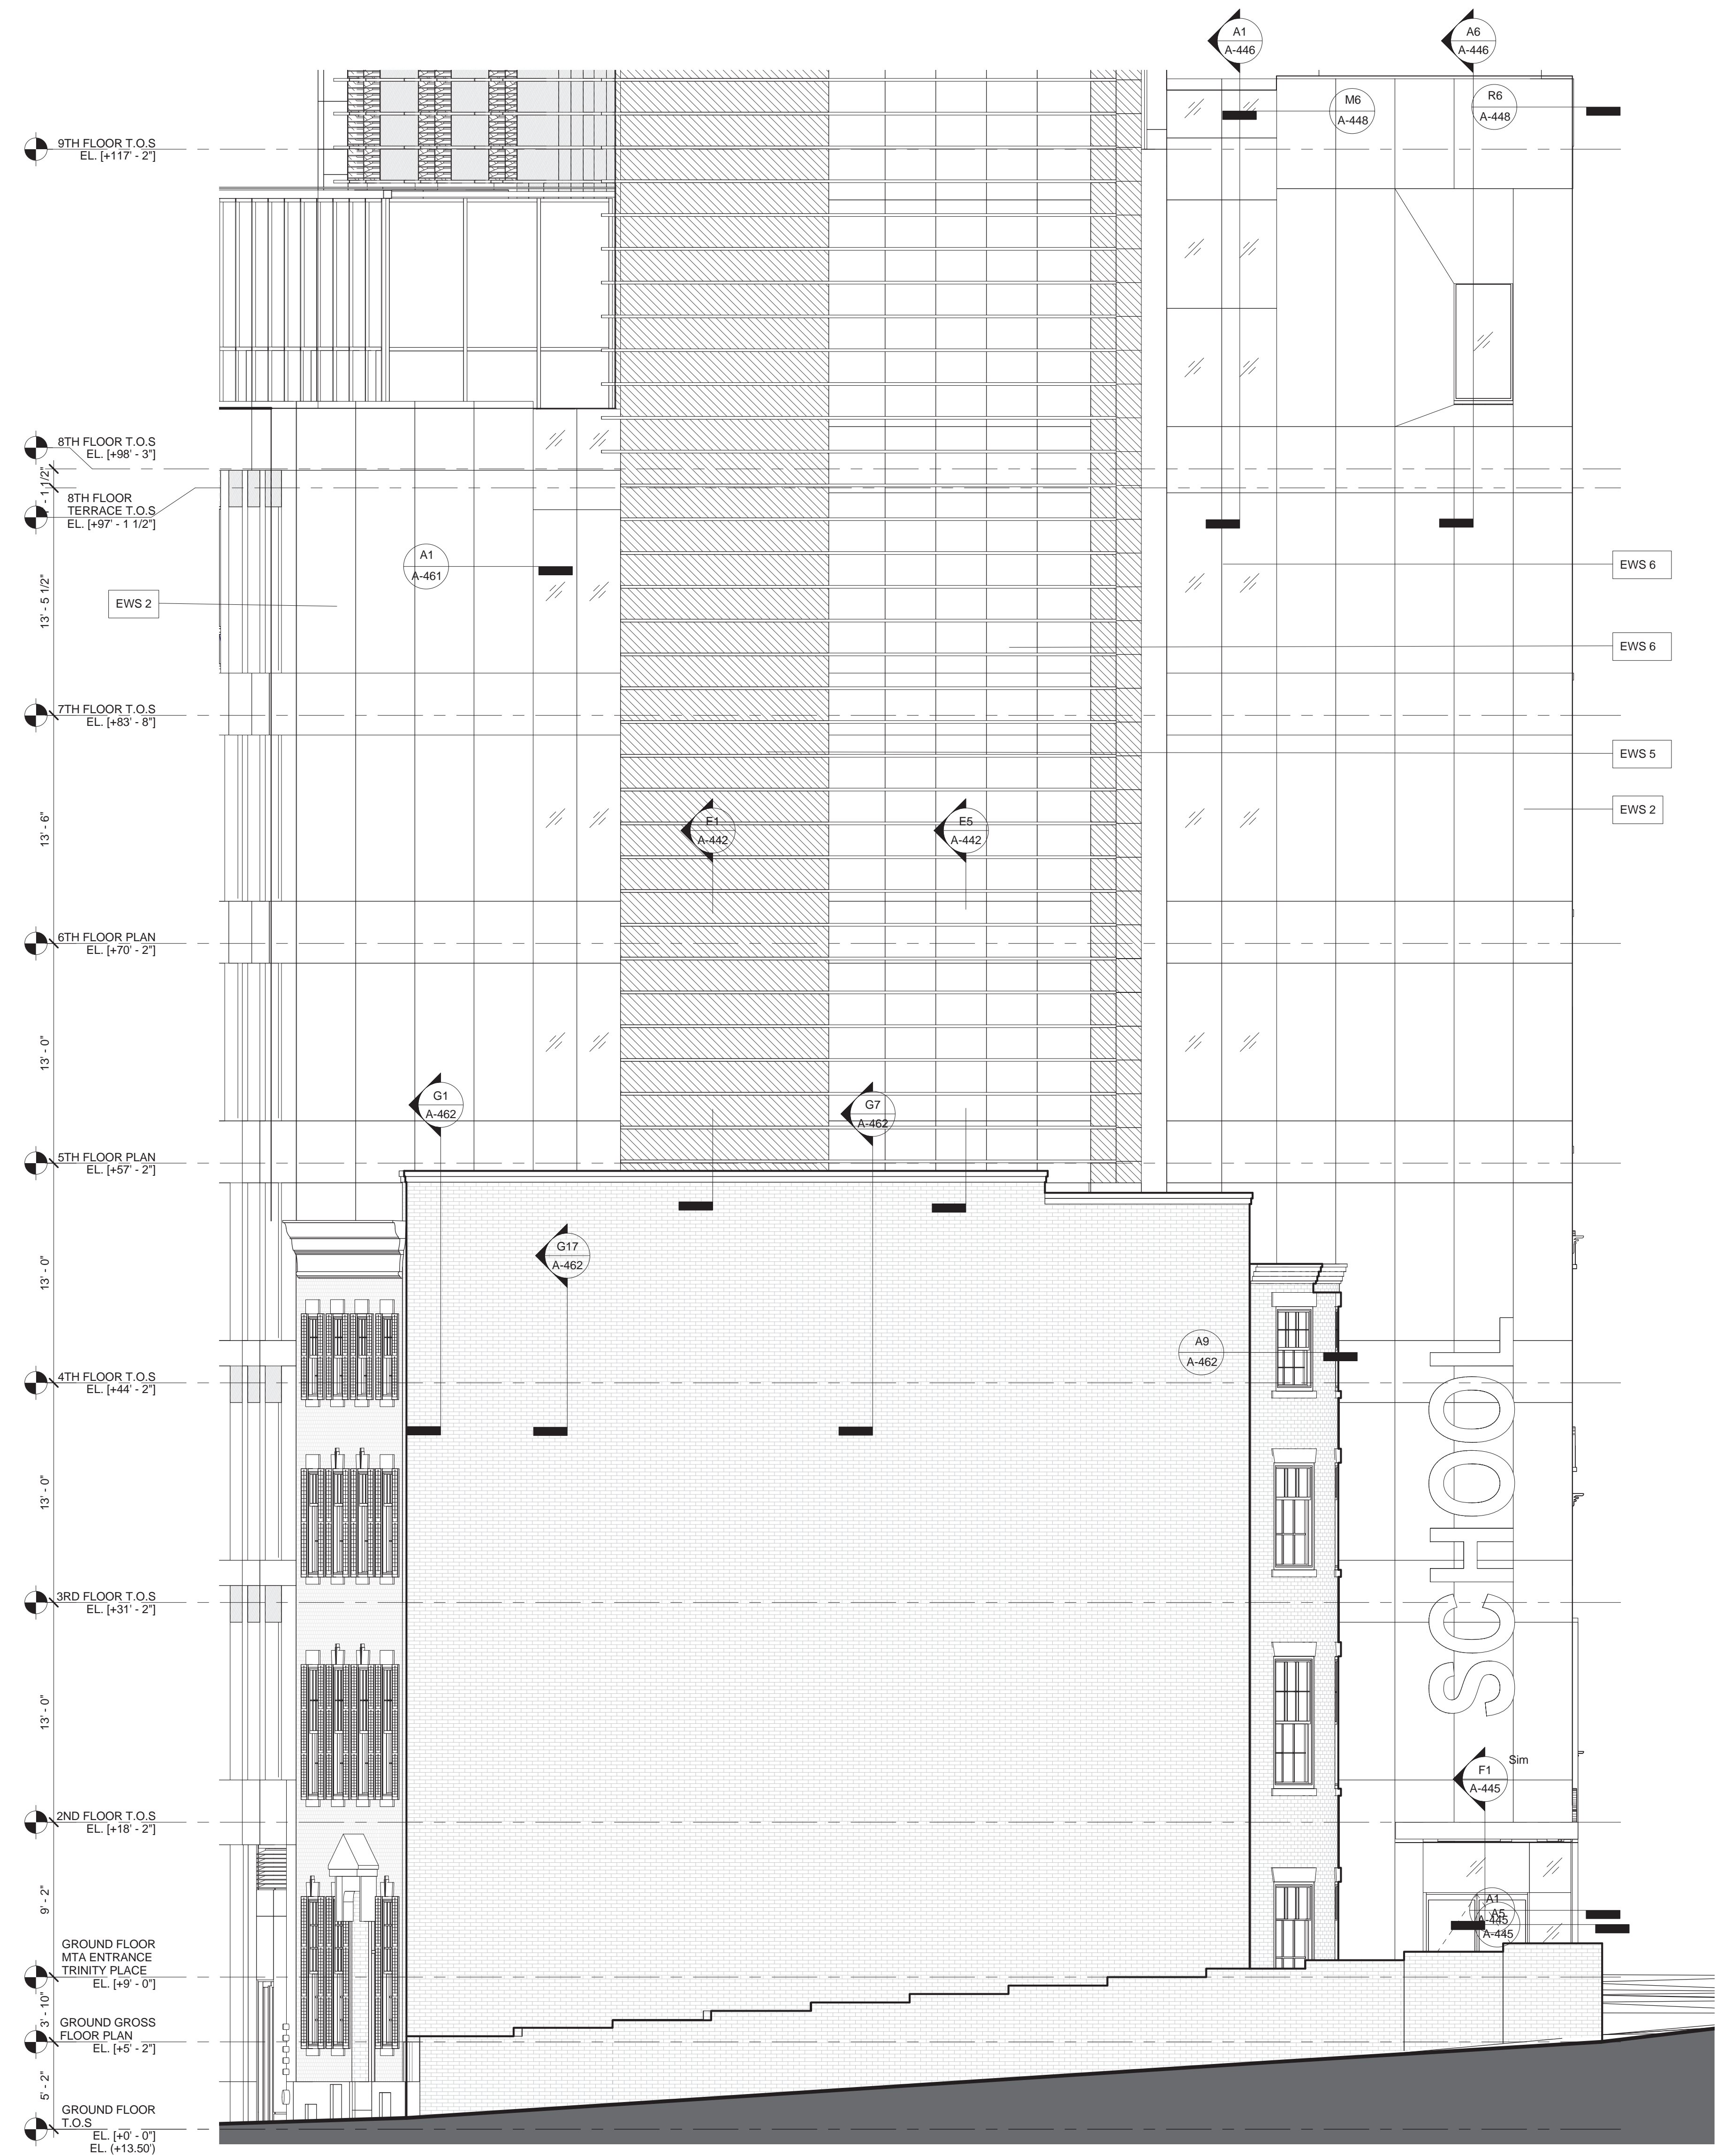 A1
A-446
A6
A-446
M6
A-448
R6
A-448
9TH FLOOR T.O.S
EL. [+117' - 2"]
8TH FLOOR T.O.S
EL. [+98' - 3"]
1' - 1 1/2"
8TH FLOOR
TERRACE T.O.S
EL. [+97' - 1 1/2"]
A1
A-461
EWS 6
13' - 5 1/2"
EWS 2
EWS 6
7TH FLOOR T.O.S
EL. [+83' - 8"]
EWS 5
EWS 2
13' - 6"
E1
A-442
E5
A-442
6TH FLOOR PLAN
EL. [+70' - 2"]
13' - 0"
G1
A-462
G7
A-462
5TH FLOOR PLAN
EL. [+57' - 2"]
13' - 0"
G17
A-462
A9
A-462
4TH FLOOR T.O.S
EL. [+44' - 2"]
SCHOOL
13' - 0"
3RD FLOOR T.O.S
EL. [+31' - 2"]
13' - 0"
Sim
F1
A-445
2ND FLOOR T.O.S
EL. [+18' - 2"]
9' - 2"
A1
A-445
A5
A-445
GROUND FLOOR
MTA ENTRANCE
TRINITY PLACE
EL. [+9' - 0"]
3' - 10"
GROUND GROSS
FLOOR PLAN
EL. [+5' - 2"]
5' - 2"
GROUND FLOOR
T.O.S
EL. [+0' - 0"]
EL. (+13.50')